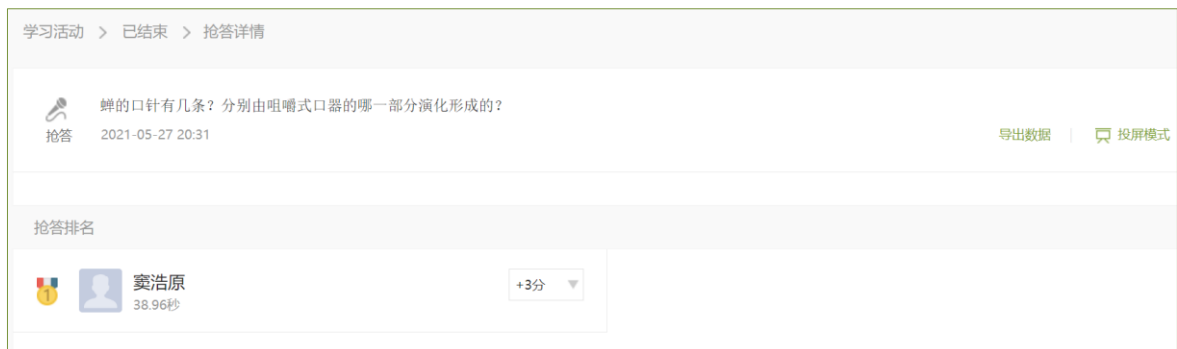 学习活动 > 已结束 > 抢答详情
蝉的口针有几条？分别由咀嚼式口器的哪一部分演化形成的？
抢答 2021-05-27 20:31 导出数据 投屏模式
抢答排名
1 窦浩原 +3分
38.96秒